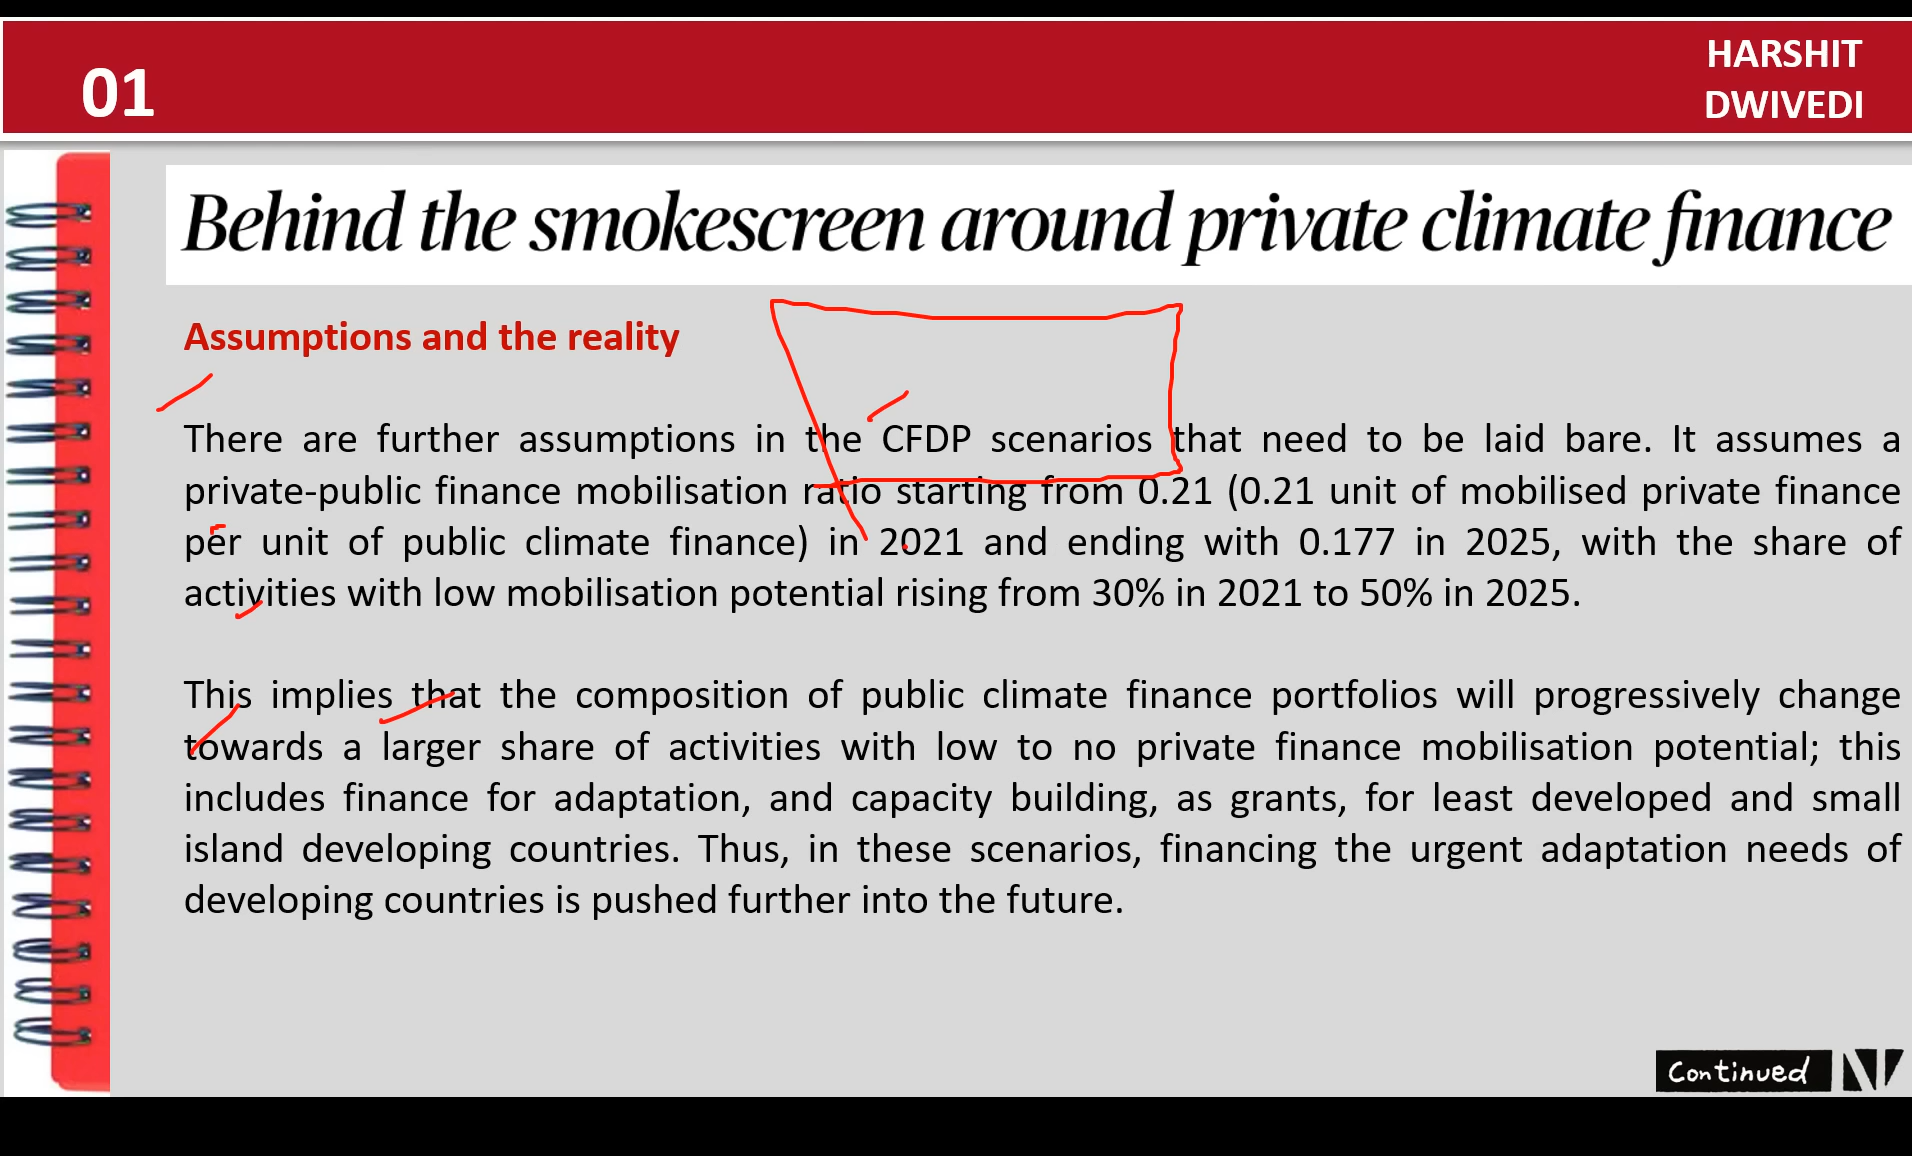 01
HARSHIT
DWIVEDI
Behind the smokescreen around private climate finance
Assumptions and the reality
There are further assumptions in the CFDP scenarios that need to be laid bare. It assumes a
private-public finance mobilisation ratio starting from 0.21 (0.21 unit of mobilised private finance
per unit of public climate finance) in 2021 and ending with 0.177 in 2025, with the share of
activities with low mobilisation potential rising from 30% in 2021 to 50% in 2025.
This implies that the composition of public climate finance portfolios will progressively change
towards a larger share of activities with low to no private finance mobilisation potential; this
includes finance for adaptation, and capacity building, as grants, for least developed and small
island developing countries. Thus, in these scenarios, financing the urgent adaptation needs of
developing countries is pushed further into the future.
Continued